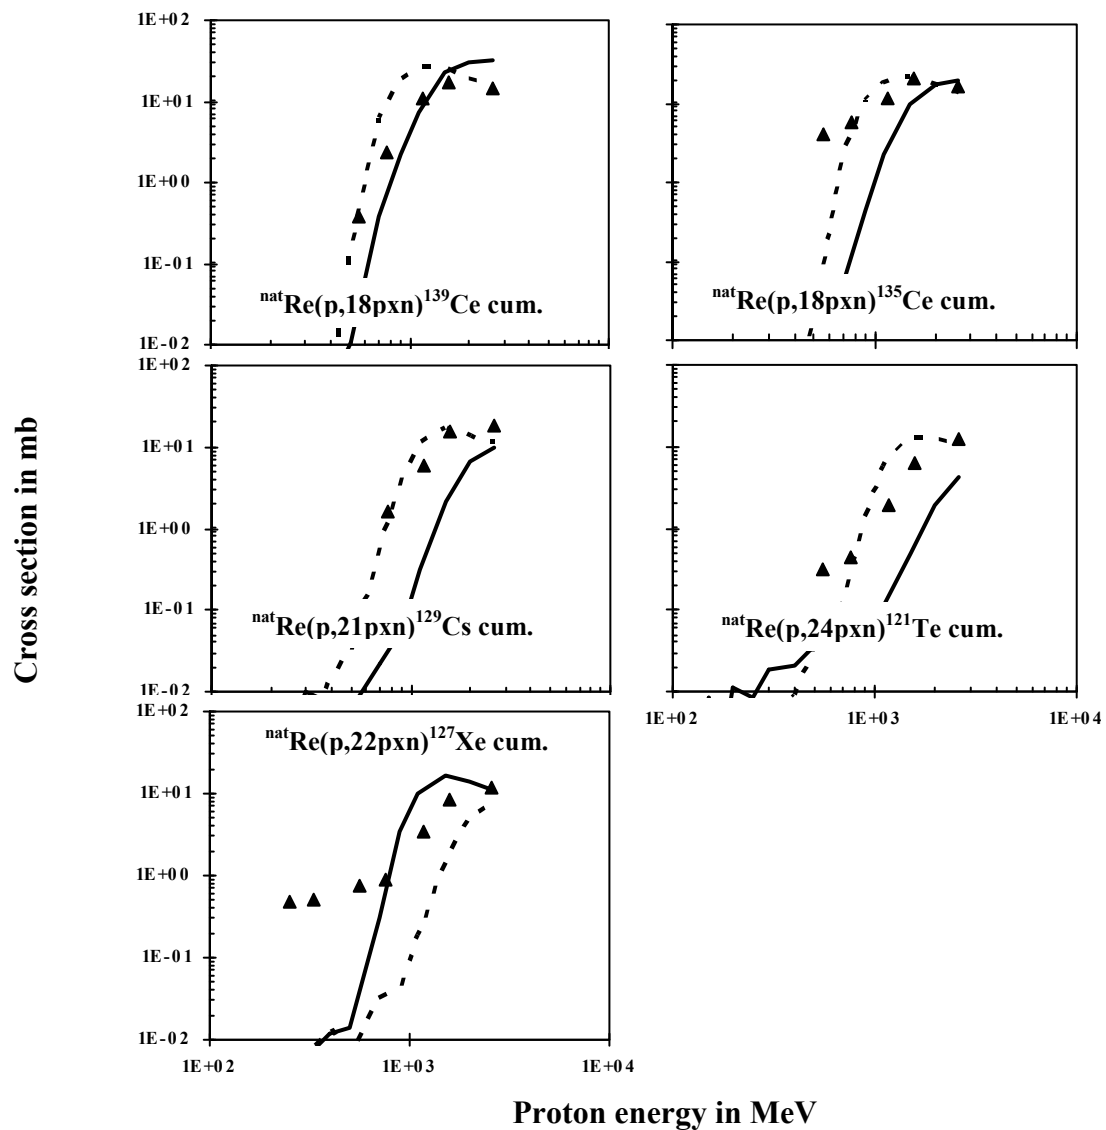 1E+02
1E+01
1E+00
1E-01
1E-02
natRe(p,18pxn)139Ce cum.
natRe(p,18pxn)135Ce cum.
1E+02
1E+01
1E+00
1E-01
1E-02
natRe(p,21pxn)129Cs cum.
natRe(p,24pxn)121Te cum.
1E+02 1E+03 1E+04
1E+02
1E+01
1E+00
1E-01
1E-02
natRe(p,22pxn)127Xe cum.
1E+02 1E+03 1E+04
Cross section in mb
Proton energy in MeV